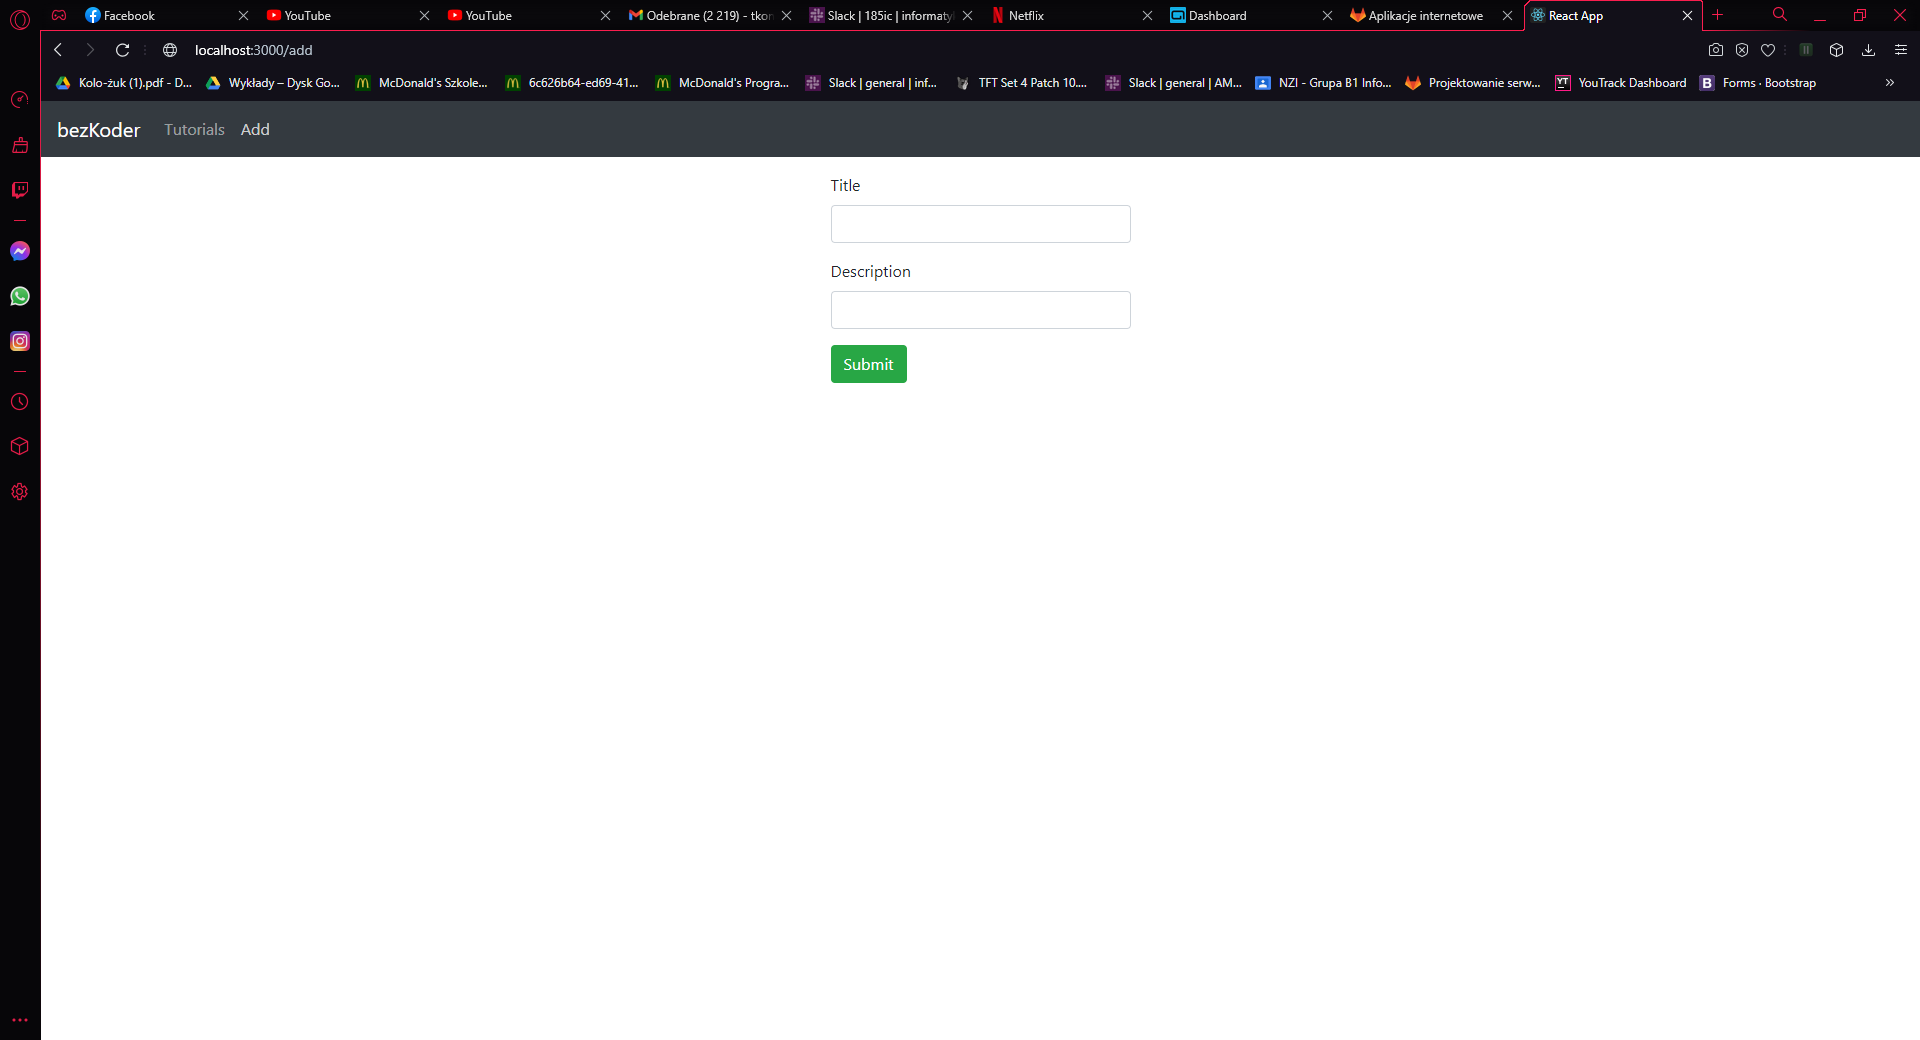 Facebook YouTube YouTube Odebrane (2 219) - tkon Slack | 185ic | informaty Netflix Dashboard Aplikacje internetowe React App
localhost:3000/add
Kolo-żuk (1).pdf - D... Wykłady – Dysk Go... McDonald's Szkole... 6c626b64-ed69-41... McDonald's Progra... Slack | general | inf... TFT Set 4 Patch 10.... Slack | general | AM... NZI - Grupa B1 Info... Projektowanie serw... YT YouTrack Dashboard B Forms · Bootstrap »
bezKoder Tutorials Add
Title
Description
Submit